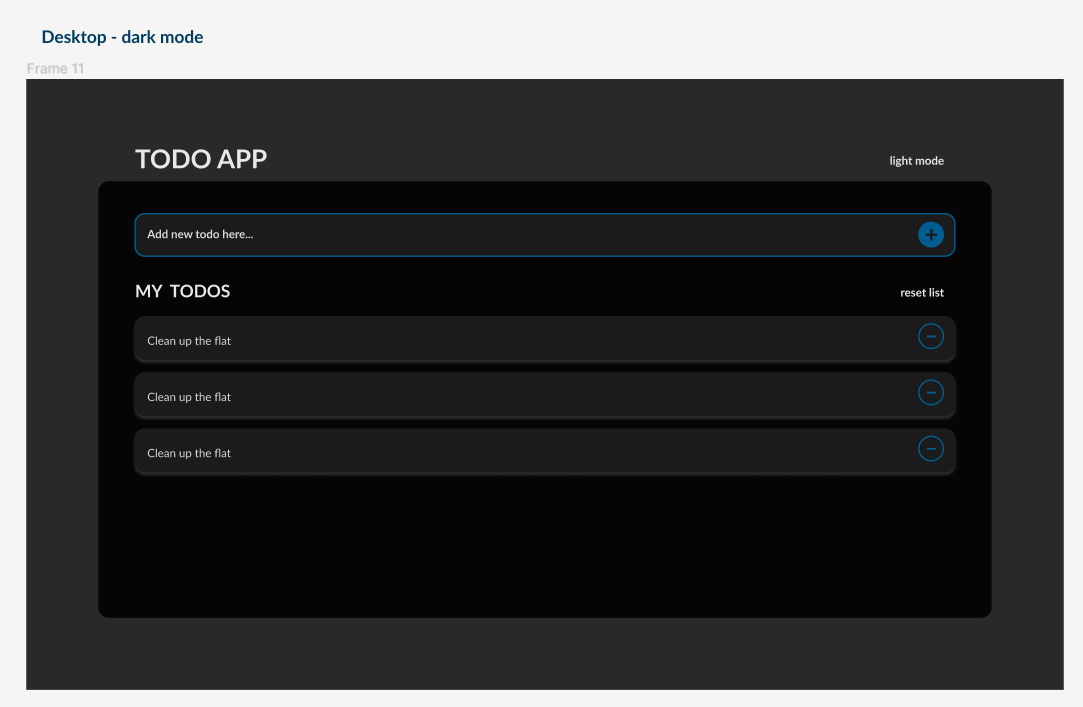 Desktop - dark mode
Frame 11
TODO APP
light mode
Add new todo here...
MY TODOS
reset list
Clean up the flat
Clean up the flat
Clean up the flat